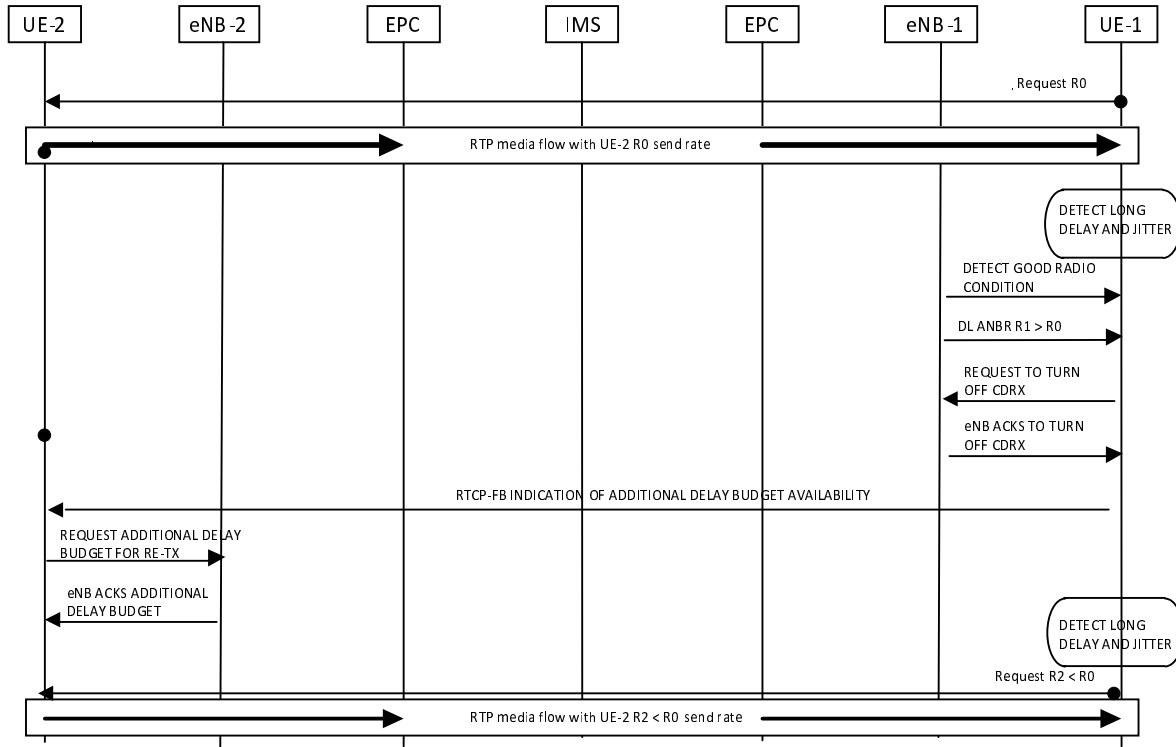 UE-2
eNB-2
EPC
IMS
EPC
eNB-1
UE-1
Request R0
RTP media flow with UE-2 R0 send rate
DETECT LONG
DELAY AND JITTER
DETECT GOOD RADIO
CONDITION
DL ANBR R1 > R0
REQUEST TO TURN
OFF CDRX
eNB ACKS TO TURN
OFF CDRX
RTCP-FB INDICATION OF ADDITIONAL DELAY BUDGET AVAILABILITY
REQUEST ADDITIONAL DELAY
BUDGET FOR RE-TX
eNB ACKS ADDITIONAL
DELAY BUDGET
DETECT LONG
DELAY AND JITTER
Request R2 < R0
RTP media flow with UE-2 R2 < R0 send rate